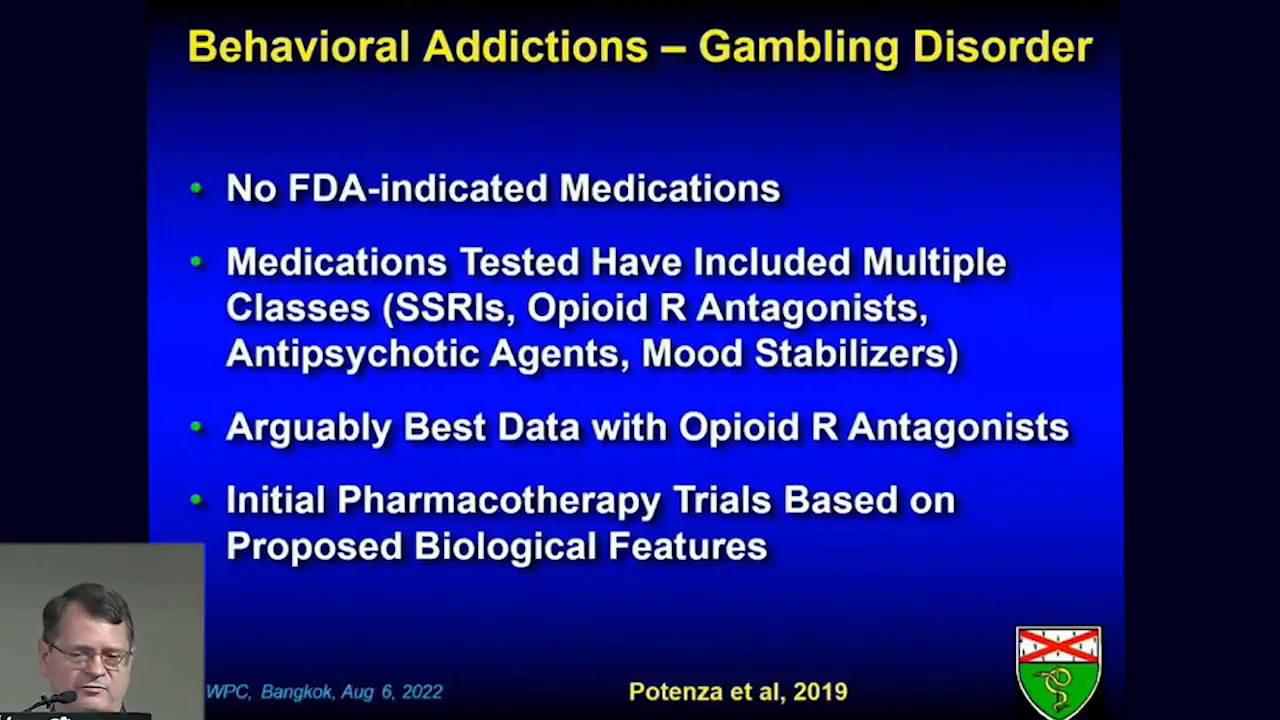 Behavioral Addictions – Gambling Disorder
• No FDA-indicated Medications
• Medications Tested Have Included Multiple
Classes (SSRIs, Opioid R Antagonists,
Antipsychotic Agents, Mood Stabilizers)
• Arguably Best Data with Opioid R Antagonists
• Initial Pharmacotherapy Trials Based on
Proposed Biological Features
WPC, Bangkok, Aug 6, 2022
Potenza et al, 2019